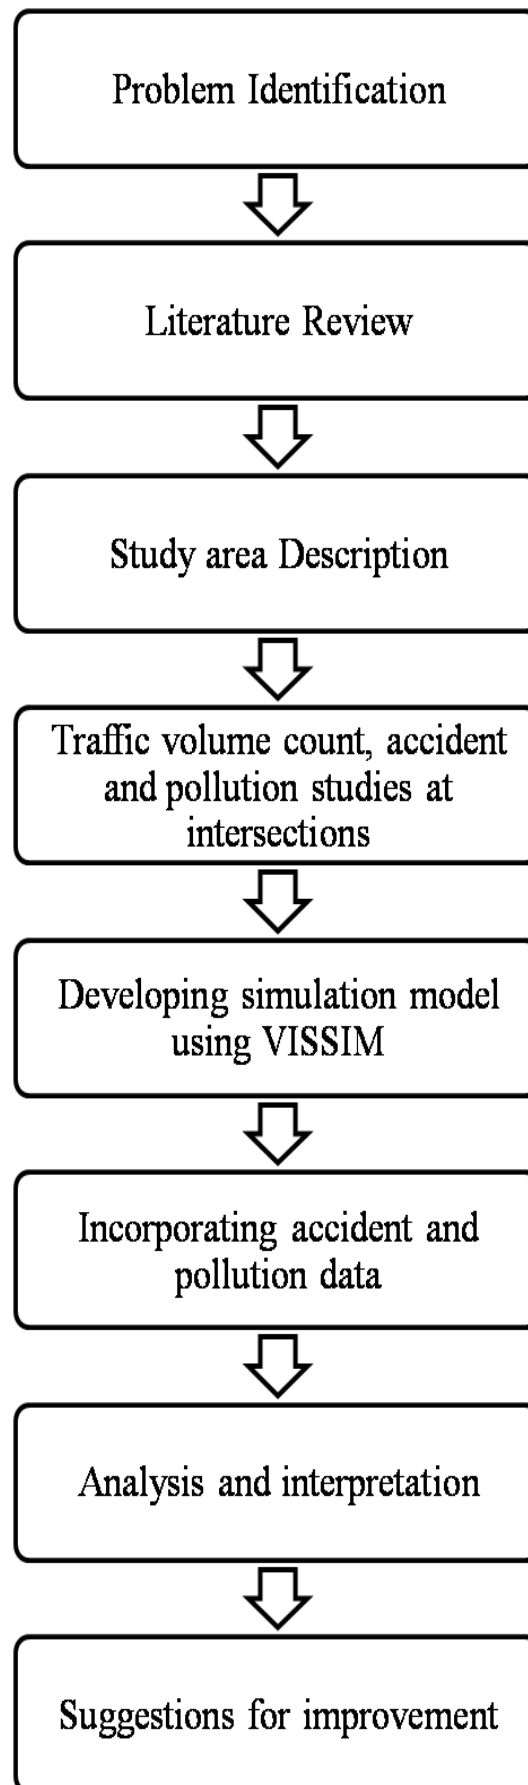 Problem Identification
Literature Review
Study area Description
Traffic volume count, accident
and pollution studies at
intersections
Developing simulation model
using VISSIM
Incorporating accident and
pollution data
Analysis and interpretation
Suggestions for improvement